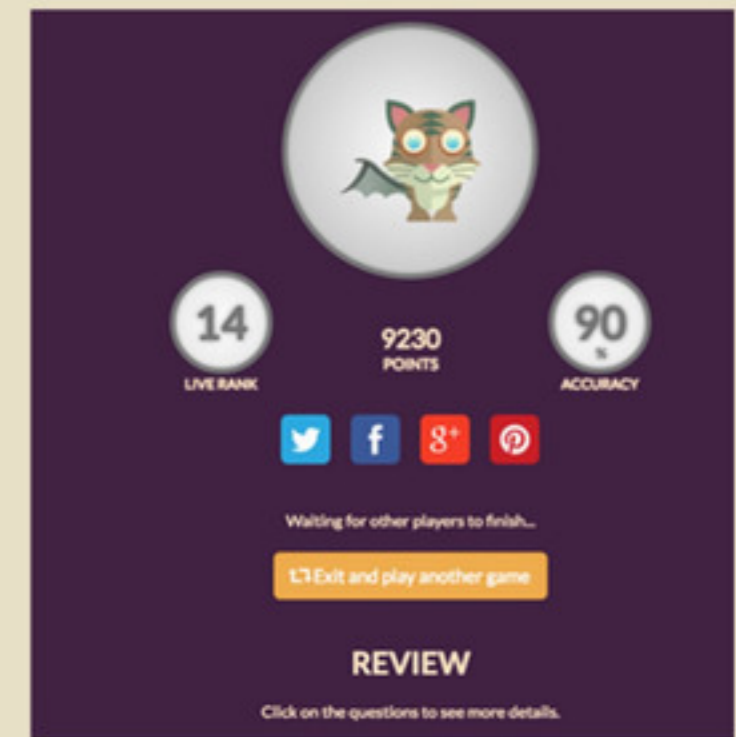 14
LIVE RANK
9230
POINTS
90
%
ACCURACY
f
8+
Waiting for other players to finish...
Exit and play another game
REVIEW
Click on the questions to see more details.